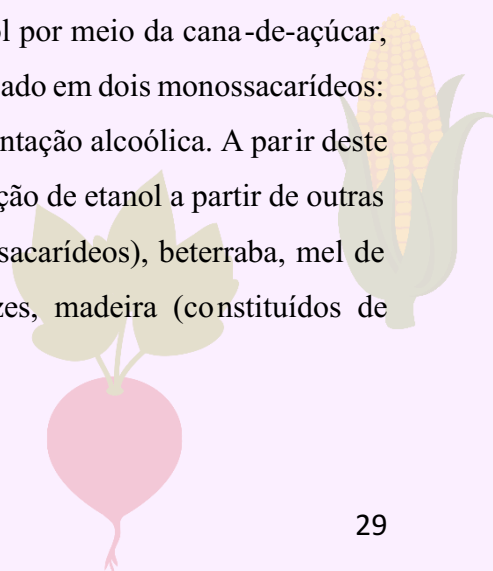 l por meio da cana-de-açúcar,
ado em dois monossacarídeos:
ntação alcoólica. A parir deste
ção de etanol a partir de outras
sacarídeos), beterraba, mel de
zes, madeira (constituídos de
29